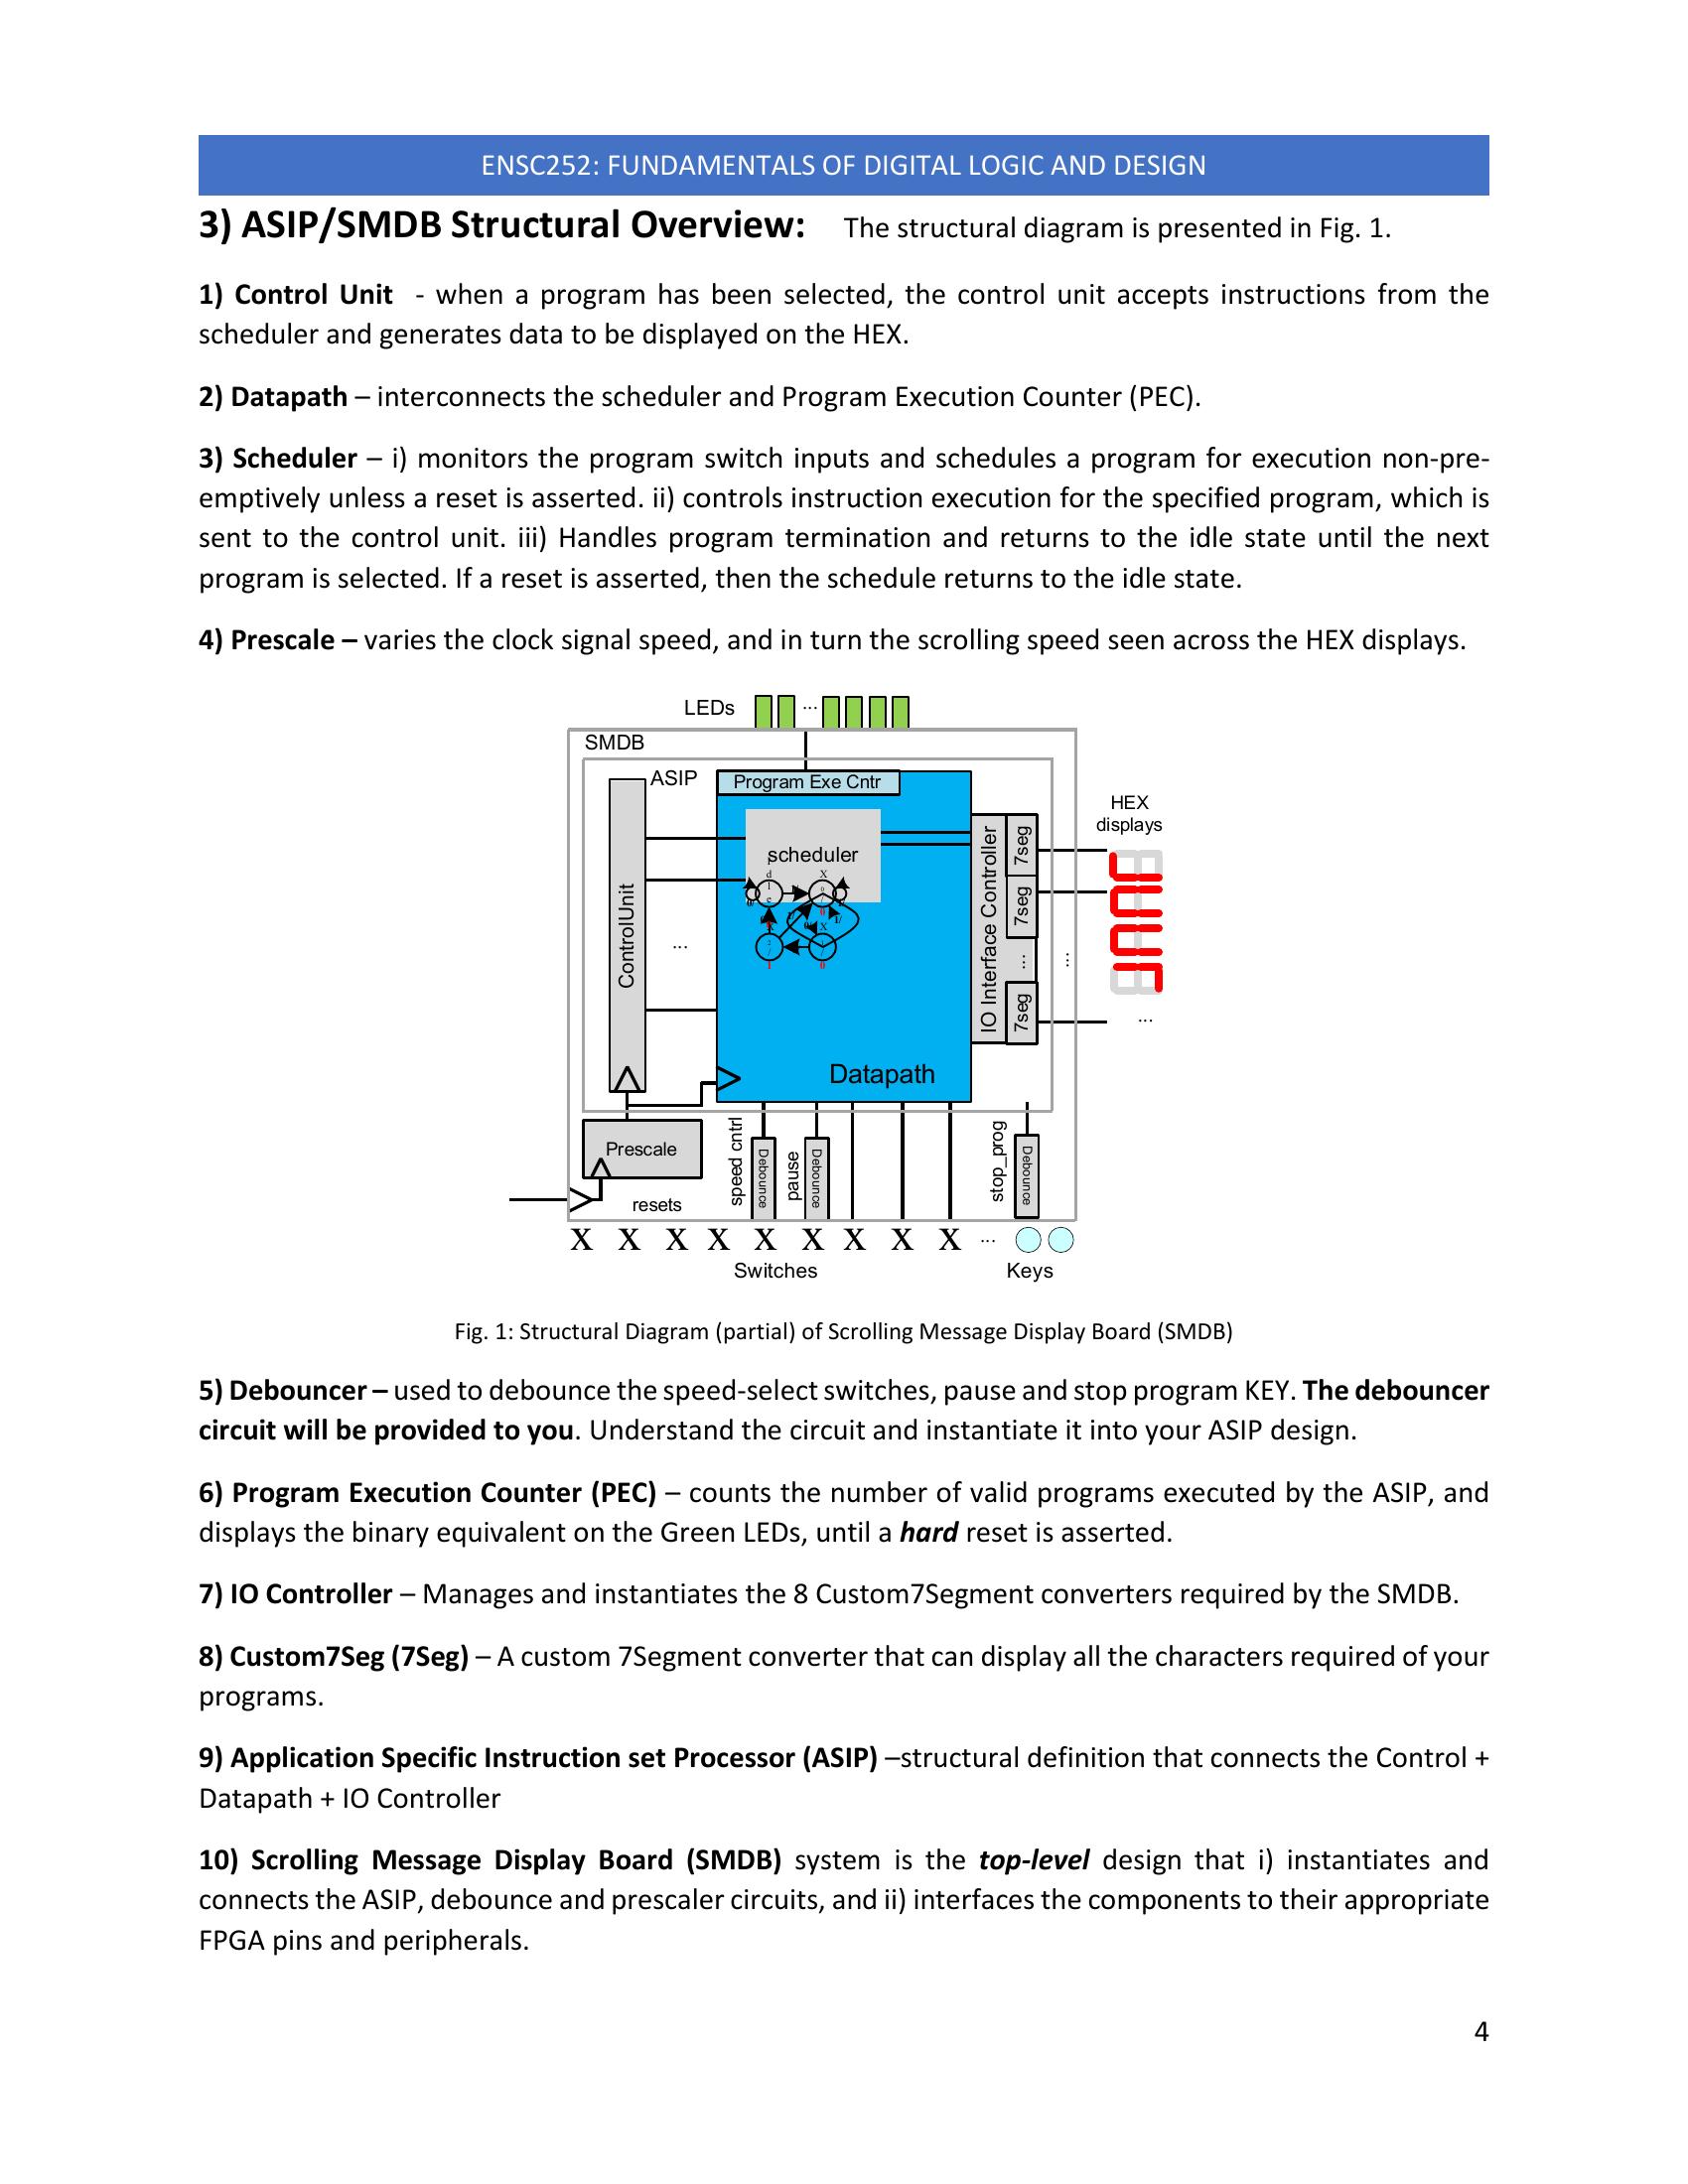 ENSC252: FUNDAMENTALS OF DIGITAL LOGIC AND DESIGN
3) ASIP/SMDB Structural Overview: The structural diagram is presented in Fig. 1.
1) Control Unit - when a program has been selected, the control unit accepts instructions from the
scheduler and generates data to be displayed on the HEX.
2) Datapath – interconnects the scheduler and Program Execution Counter (PEC).
3) Scheduler – i) monitors the program switch inputs and schedules a program for execution non-pre-
emptively unless a reset is asserted. ii) controls instruction execution for the specified program, which is
sent to the control unit. iii) Handles program termination and returns to the idle state until the next
program is selected. If a reset is asserted, then the schedule returns to the idle state.
4) Prescale – varies the clock signal speed, and in turn the scrolling speed seen across the HEX displays.
LEDs ...
SMDB
ASIP
Program Exe Cntr
HEX
displays
scheduler
ControlUnit
...
IO Interface Controller
7seg
7seg
...
7seg
...
...
Datapath
Prescale
resets
speed cntrl
Debounce
pause
Debounce
stop_prog
Debounce
X X X X X X X X X ...
Switches
Keys
Fig. 1: Structural Diagram (partial) of Scrolling Message Display Board (SMDB)
5) Debouncer – used to debounce the speed-select switches, pause and stop program KEY. The debouncer
circuit will be provided to you. Understand the circuit and instantiate it into your ASIP design.
6) Program Execution Counter (PEC) – counts the number of valid programs executed by the ASIP, and
displays the binary equivalent on the Green LEDs, until a hard reset is asserted.
7) IO Controller – Manages and instantiates the 8 Custom7Segment converters required by the SMDB.
8) Custom7Seg (7Seg) – A custom 7Segment converter that can display all the characters required of your
programs.
9) Application Specific Instruction set Processor (ASIP) –structural definition that connects the Control +
Datapath + IO Controller
10) Scrolling Message Display Board (SMDB) system is the top-level design that i) instantiates and
connects the ASIP, debounce and prescaler circuits, and ii) interfaces the components to their appropriate
FPGA pins and peripherals.
4